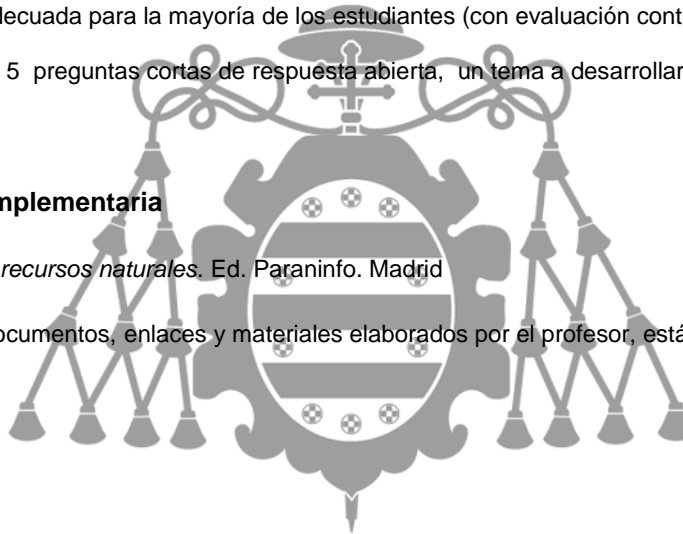 decuada para la mayoría de los estudiantes (con evaluación cont
5 preguntas cortas de respuesta abierta, un tema a desarrollar
mplementaria
recursos naturales. Ed. Paraninfo. Madrid
ocumentos, enlaces y materiales elaborados por el profesor, está